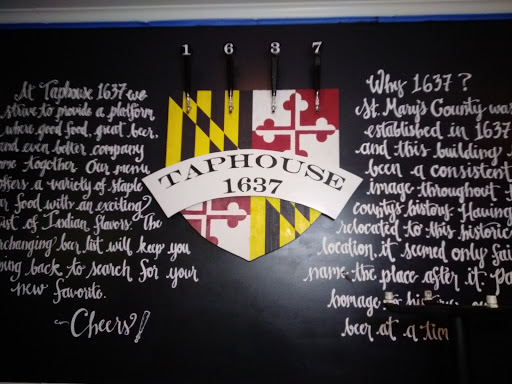 1 6 3 7
TAPHOUSE
1637
At Taphouse 1637 we
strive to provide a platform
where good food, great beer,
and even better company
come together. Our menu
offers a variety of staple
bar food with an exciting
of Indian flavors. The
bar list will keep you
back to search for your
new favorite.
Cheers!
Why 1637?
St. Mary's County was
established in 1637
and this building
been a consistent
image throughout
county's history. Having
relocated to this historic
location, it seemed only
name the place after it.
homage to
beer at a